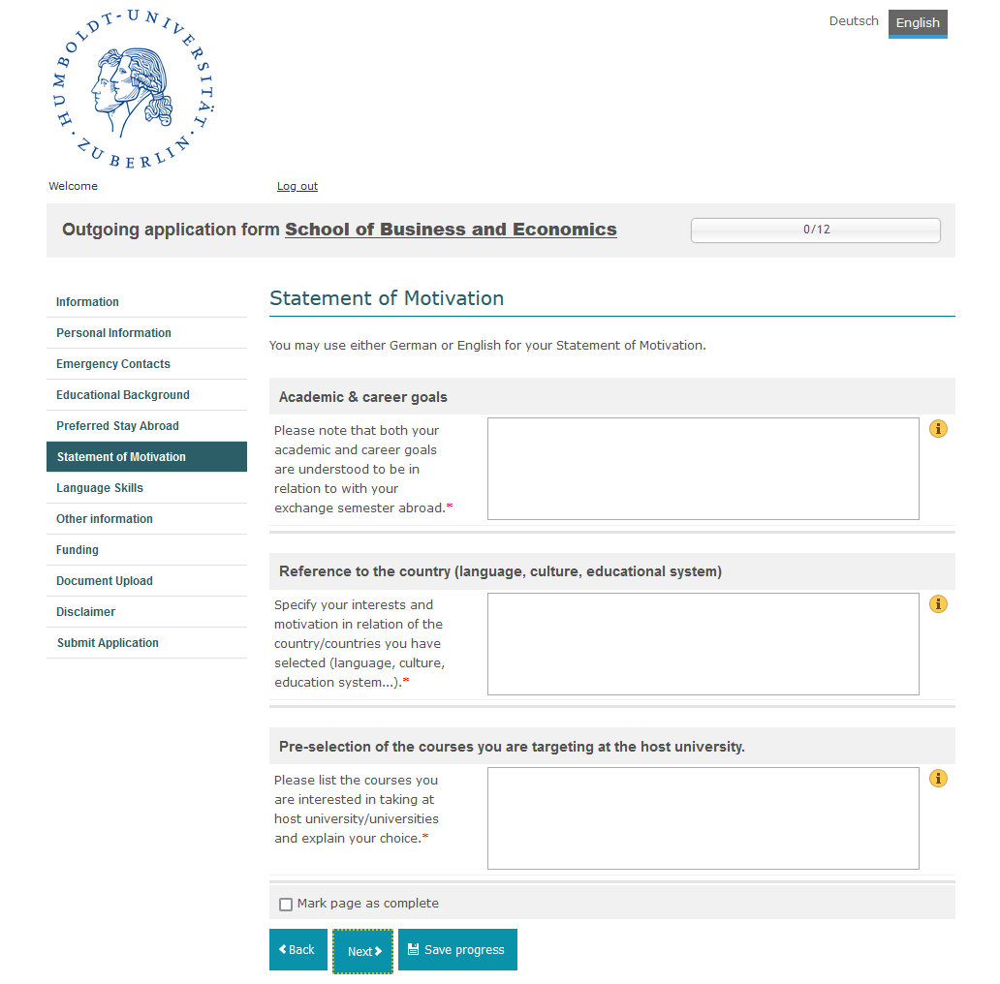 HUMBOLDT-UNIVERSITÄT
· ZU BERLIN ·
Deutsch English
Welcome Log out
Outgoing application form School of Business and Economics
0/12
Information
Personal Information
Emergency Contacts
Educational Background
Preferred Stay Abroad
Statement of Motivation
Language Skills
Other information
Funding
Document Upload
Disclaimer
Submit Application
Statement of Motivation
You may use either German or English for your Statement of Motivation.
Academic & career goals
Please note that both your
academic and career goals
are understood to be in
relation to with your
exchange semester abroad.*
Reference to the country (language, culture, educational system)
Specify your interests and
motivation in relation of the
country/countries you have
selected (language, culture,
education system...).*
Pre-selection of the courses you are targeting at the host university.
Please list the courses you
are interested in taking at
host university/universities
and explain your choice.*
Mark page as complete
Back Next Save progress